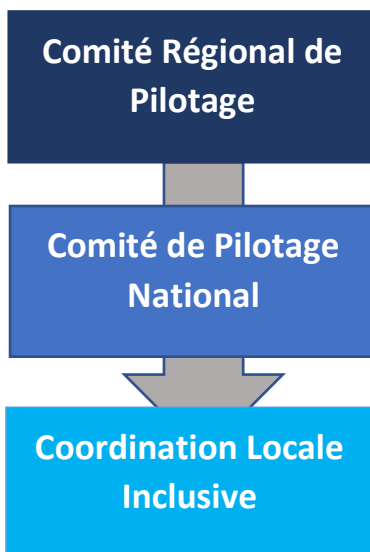 Comité Régional de
Pilotage
Comité de Pilotage
National
Coordination Locale
Inclusive